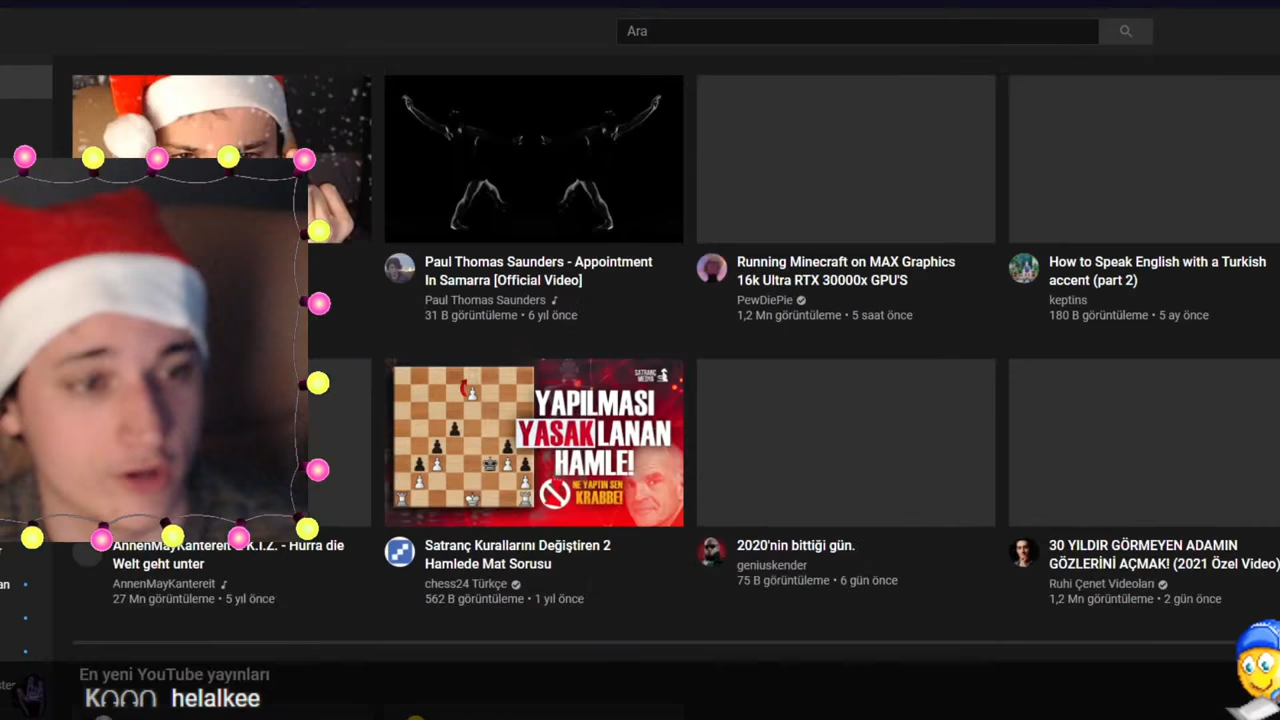 Ara
Paul Thomas Saunders - Appointment
In Samarra [Official Video]
Paul Thomas Saunders
31 B görüntüleme • 6 yıl önce
Running Minecraft on MAX Graphics
16k Ultra RTX 30000x GPU'S
PewDiePie
1,2 Mn görüntüleme • 5 saat önce
How to Speak English with a Turkish
accent (part 2)
keptins
180 B görüntüleme • 5 ay önce
SATRANÇ
MEDYA
YAPILMASI
YASAKLANAN
HAMLE!
NE YAPTIN SEN
KRABBE!
AnnenMayKantereit & K.I.Z. - Hurra die
Welt geht unter
AnnenMayKantereit
27 Mn görüntüleme • 5 yıl önce
Satranç Kurallarını Değiştiren 2
Hamlede Mat Sorusu
chess24 Türkçe
562 B görüntüleme • 1 yıl önce
2020'nin bittiği gün.
geniuskender
75 B görüntüleme • 6 gün önce
30 YILDIR GÖRMEYEN ADAMIN
GÖZLERİNİ AÇMAK! (2021 Özel Video)
Ruhi Çenet Videoları
1,2 Mn görüntüleme • 2 gün önce
En yeni YouTube yayınları
helalkee